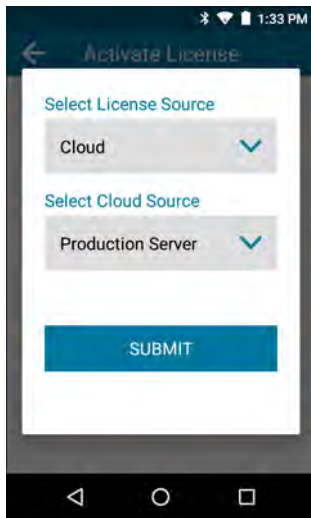 1:33 PM
Activate License
Select License Source
Cloud
Select Cloud Source
Production Server
SUBMIT